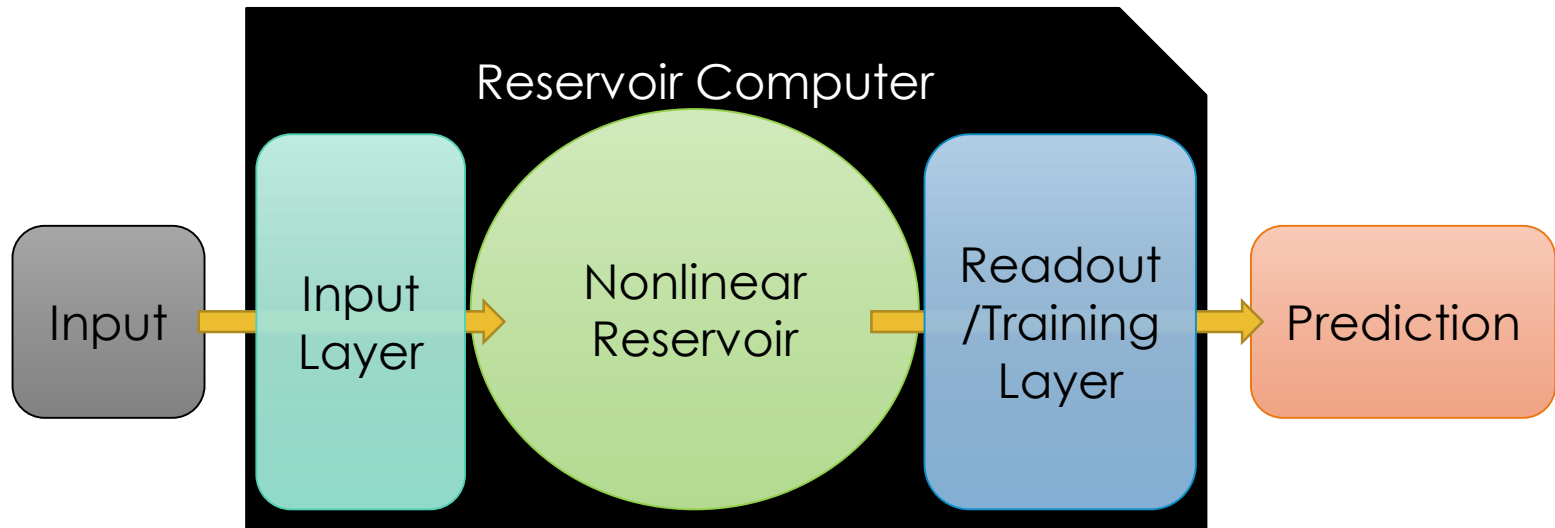 Reservoir Computer
Input
Input
Layer
Nonlinear
Reservoir
Readout
/Training
Layer
Prediction